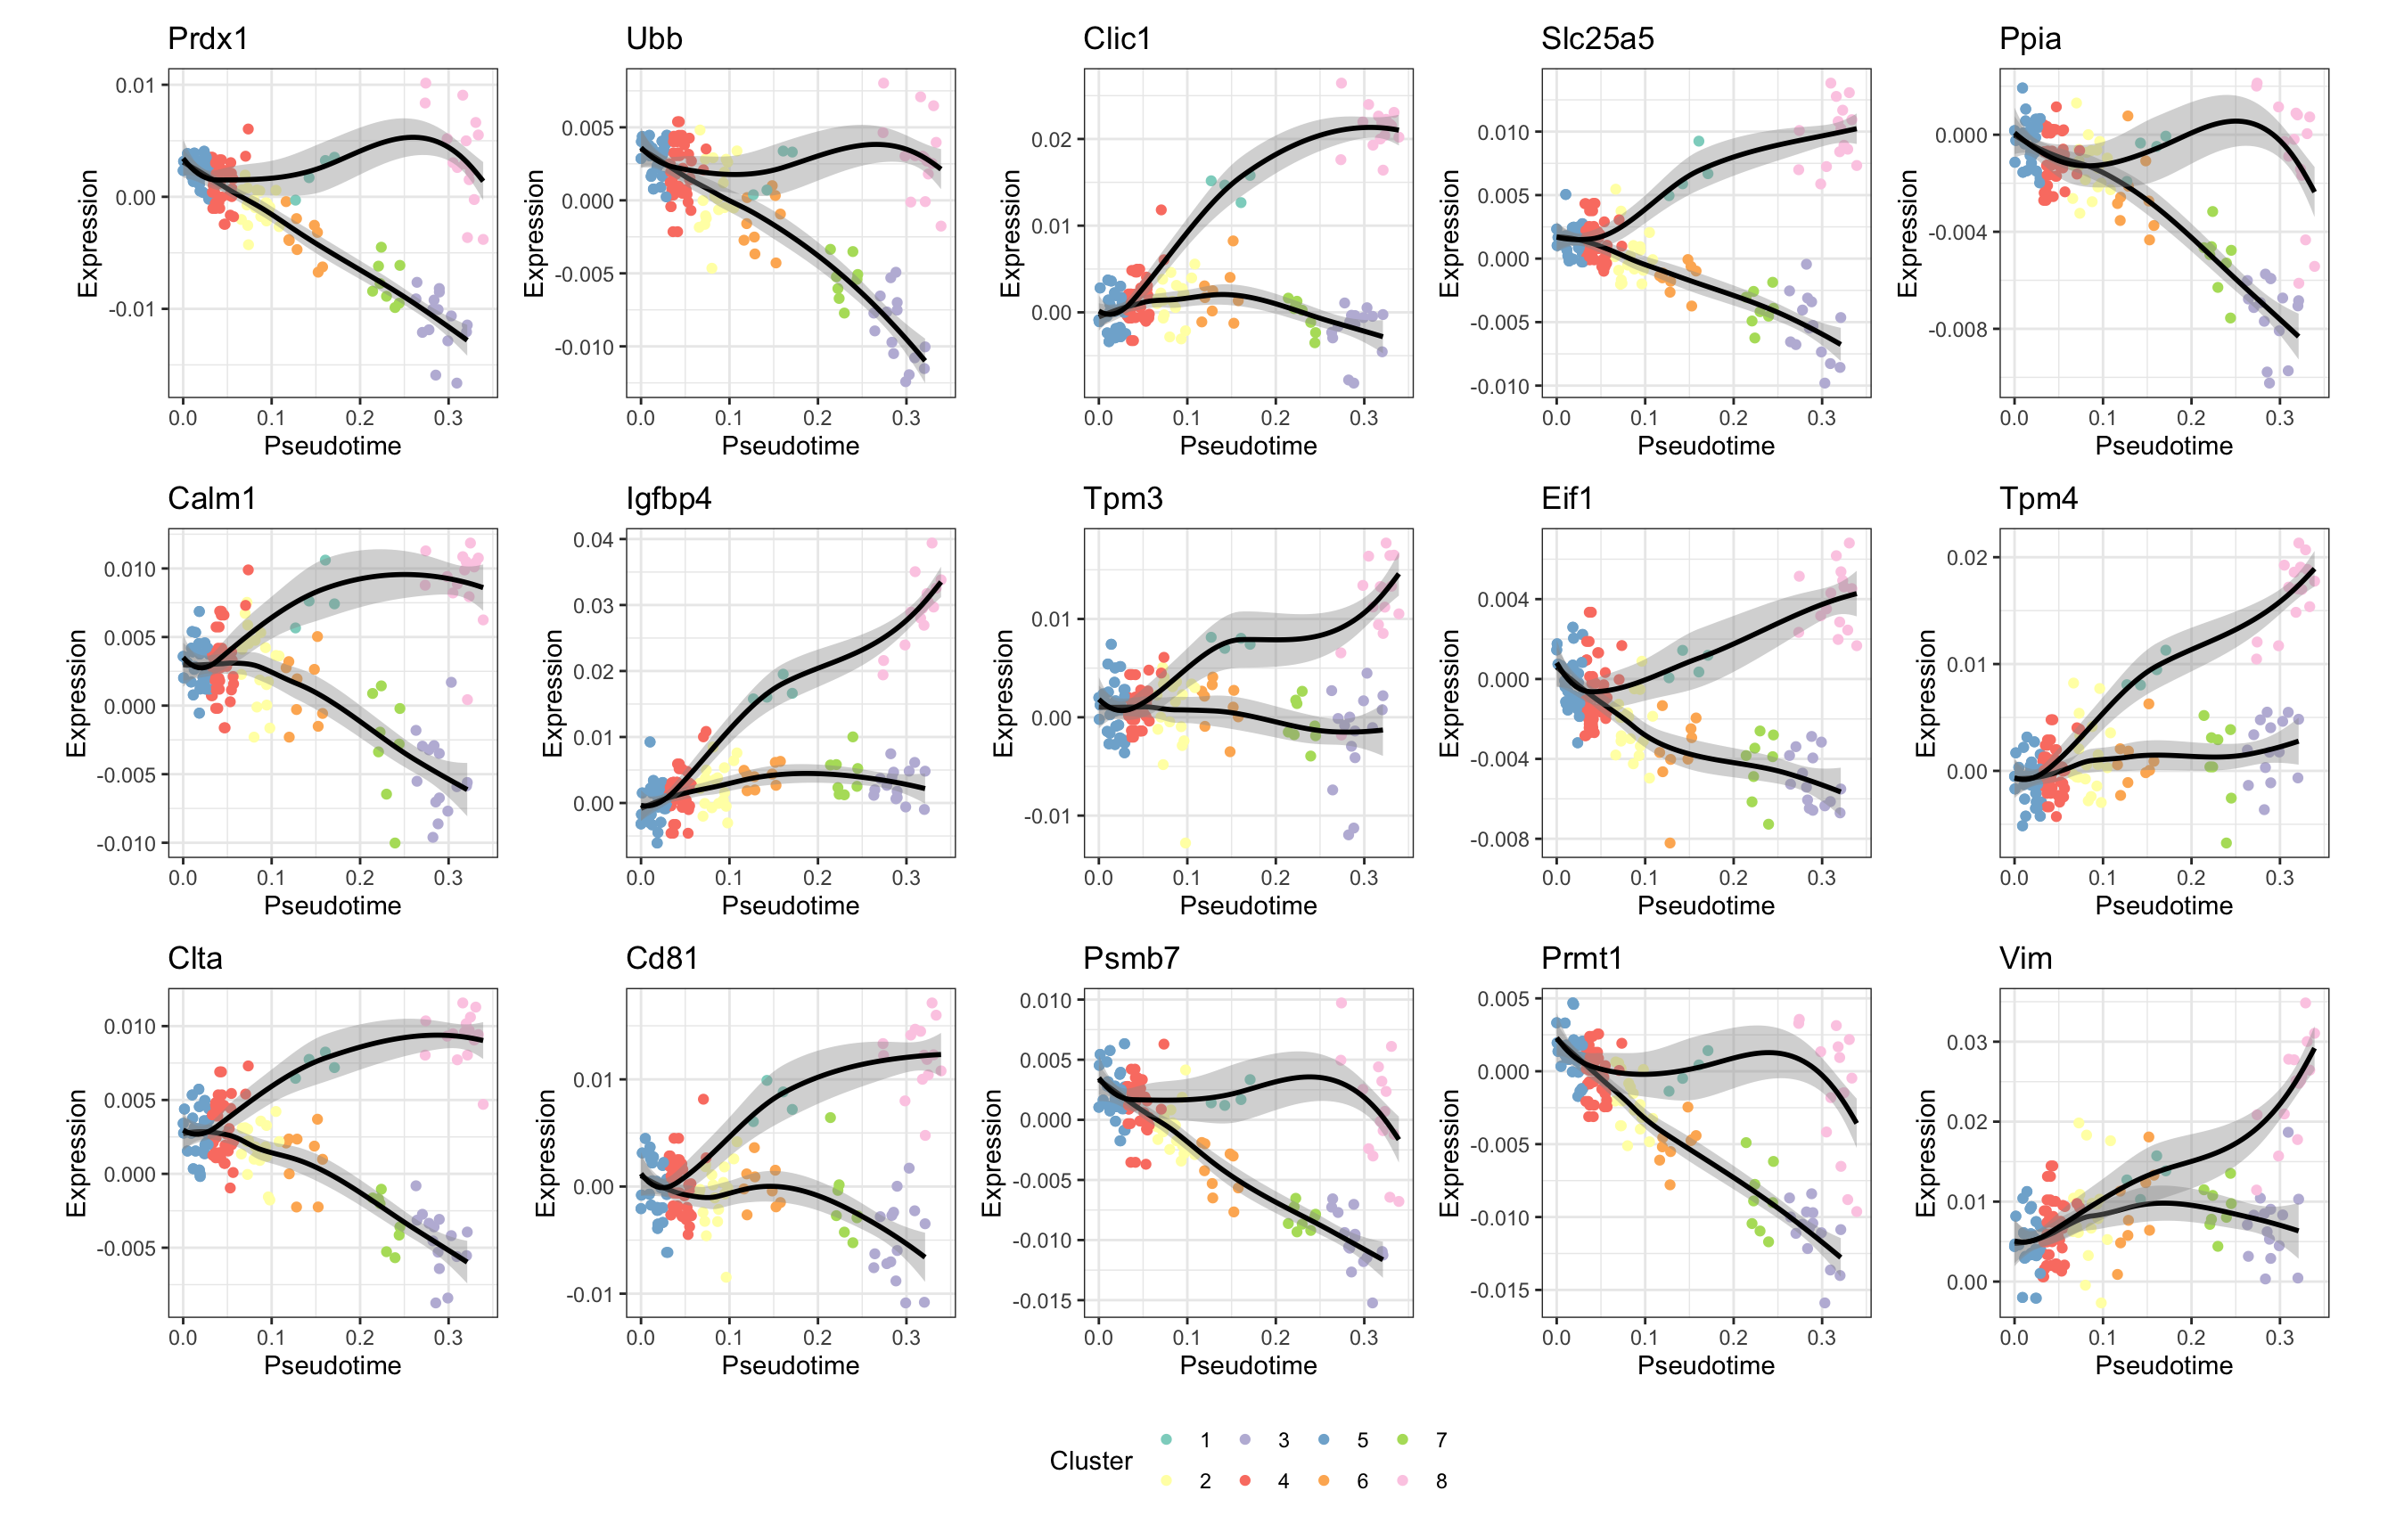 Prdx1
Expression
0.01
0.00
-0.01
0.0 0.1 0.2 0.3
Pseudotime
Ubb
Expression
0.005
0.000
-0.005
-0.010
0.0 0.1 0.2 0.3
Pseudotime
Clic1
Expression
0.02
0.01
0.00
0.0 0.1 0.2 0.3
Pseudotime
Slc25a5
Expression
0.010
0.005
0.000
-0.005
-0.010
0.0 0.1 0.2 0.3
Pseudotime
Ppia
Expression
0.000
-0.004
-0.008
0.0 0.1 0.2 0.3
Pseudotime
Calm1
Expression
0.010
0.005
0.000
-0.005
-0.010
0.0 0.1 0.2 0.3
Pseudotime
Igfbp4
Expression
0.04
0.03
0.02
0.01
0.00
0.0 0.1 0.2 0.3
Pseudotime
Tpm3
Expression
0.01
0.00
-0.01
0.0 0.1 0.2 0.3
Pseudotime
Eif1
Expression
0.004
0.000
-0.004
-0.008
0.0 0.1 0.2 0.3
Pseudotime
Tpm4
Expression
0.02
0.01
0.00
0.0 0.1 0.2 0.3
Pseudotime
Clta
Expression
0.010
0.005
0.000
-0.005
0.0 0.1 0.2 0.3
Pseudotime
Cd81
Expression
0.01
0.00
-0.01
0.0 0.1 0.2 0.3
Pseudotime
Psmb7
Expression
0.010
0.005
0.000
-0.005
-0.010
-0.015
0.0 0.1 0.2 0.3
Pseudotime
Prmt1
Expression
0.005
0.000
-0.005
-0.010
-0.015
0.0 0.1 0.2 0.3
Pseudotime
Vim
Expression
0.03
0.02
0.01
0.00
0.0 0.1 0.2 0.3
Pseudotime
Cluster
1 3 5 7
2 4 6 8